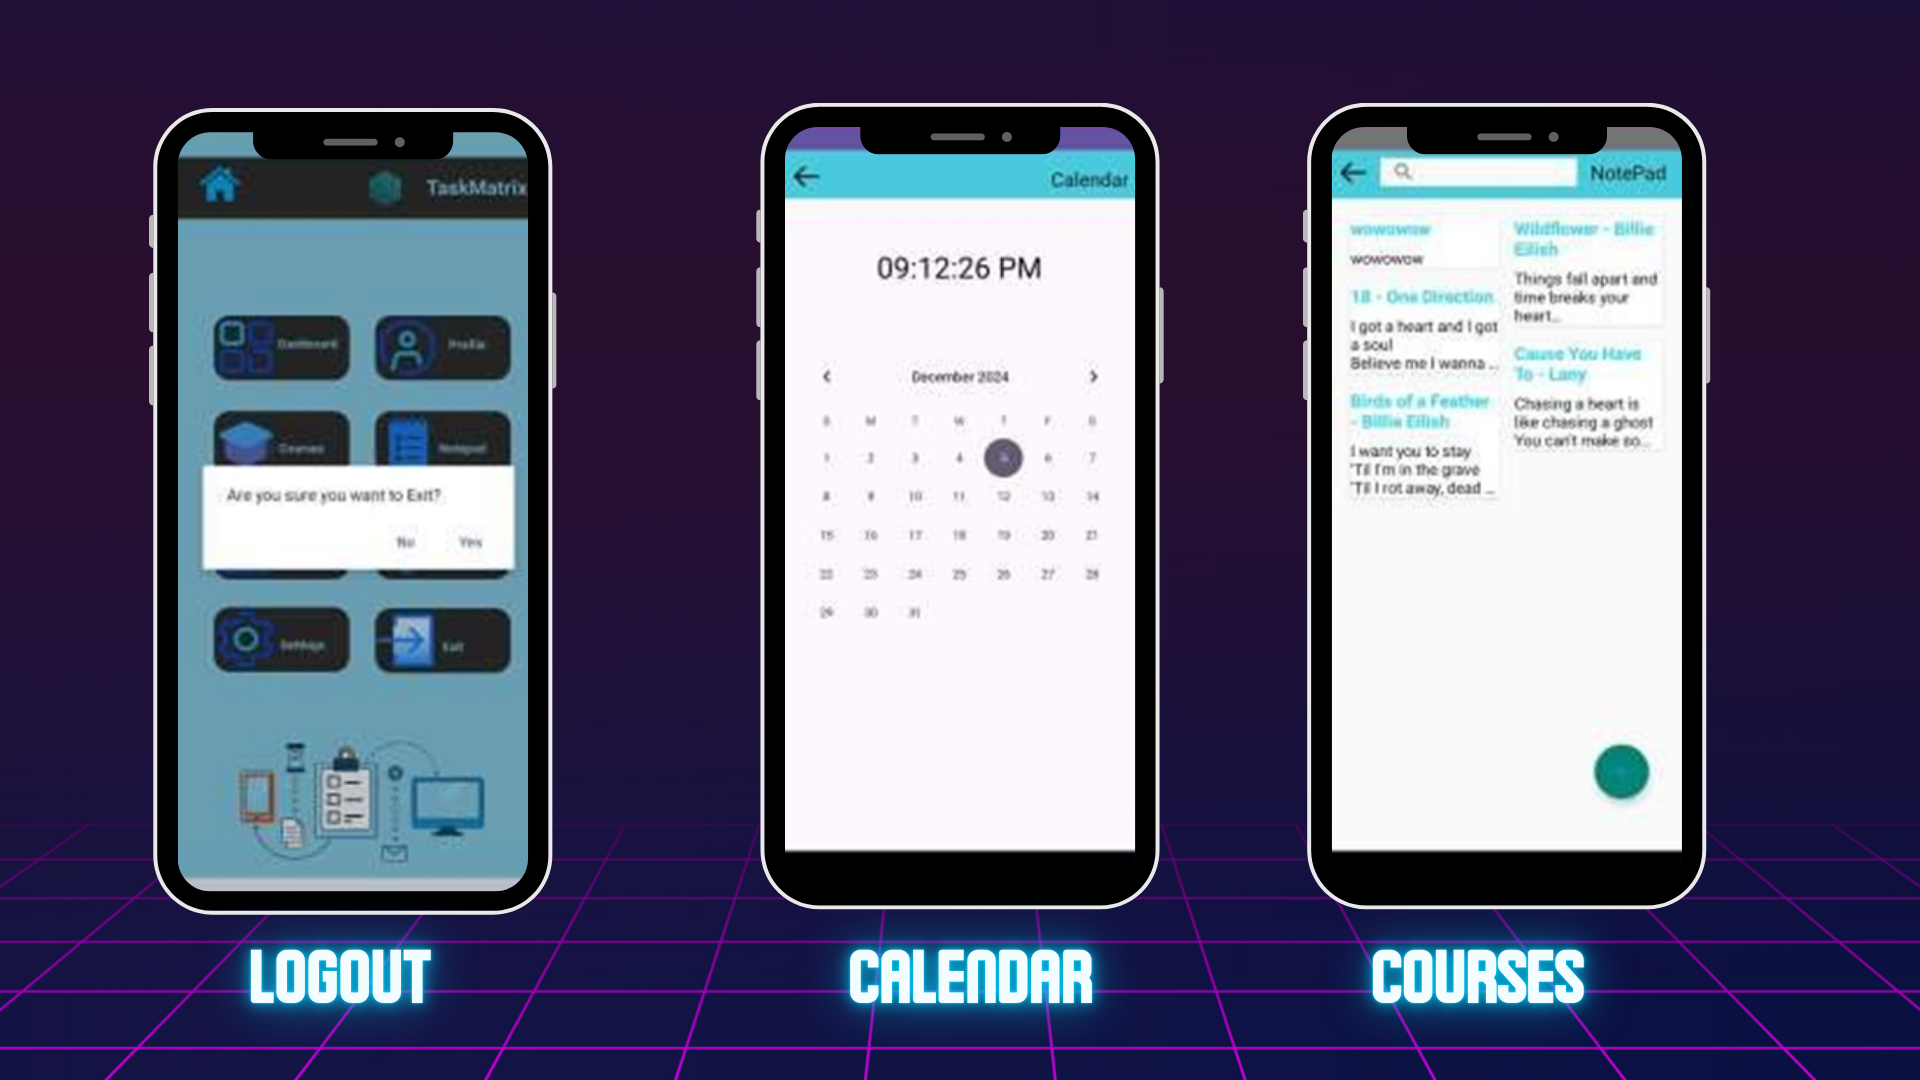 TaskMatrix
Dashboard
Profile
Courses
Notepad
Are you sure you want to Exit?
No Yes
Settings
Exit
LOGOUT
Calendar
09:12:26 PM
December 2024
S M T W T F S
1 2 3 4 5 6 7
8 9 10 11 12 13 14
15 16 17 18 19 20 21
22 23 24 25 26 27 28
29 30 31
CALENDAR
NotePad
wowowow
wowowow
18 - One Direction
I got a heart and I got
a soul
Believe me I wanna ...
Birds of a Feather
- Billie Eilish
I want you to stay
'Til I'm in the grave
'Til I rot away, dead ...
Wildflower - Billie
Eilish
Things fall apart and
time breaks your
heart...
Cause You Have
To - Lany
Chasing a heart is
like chasing a ghost
You can't make so...
COURSES